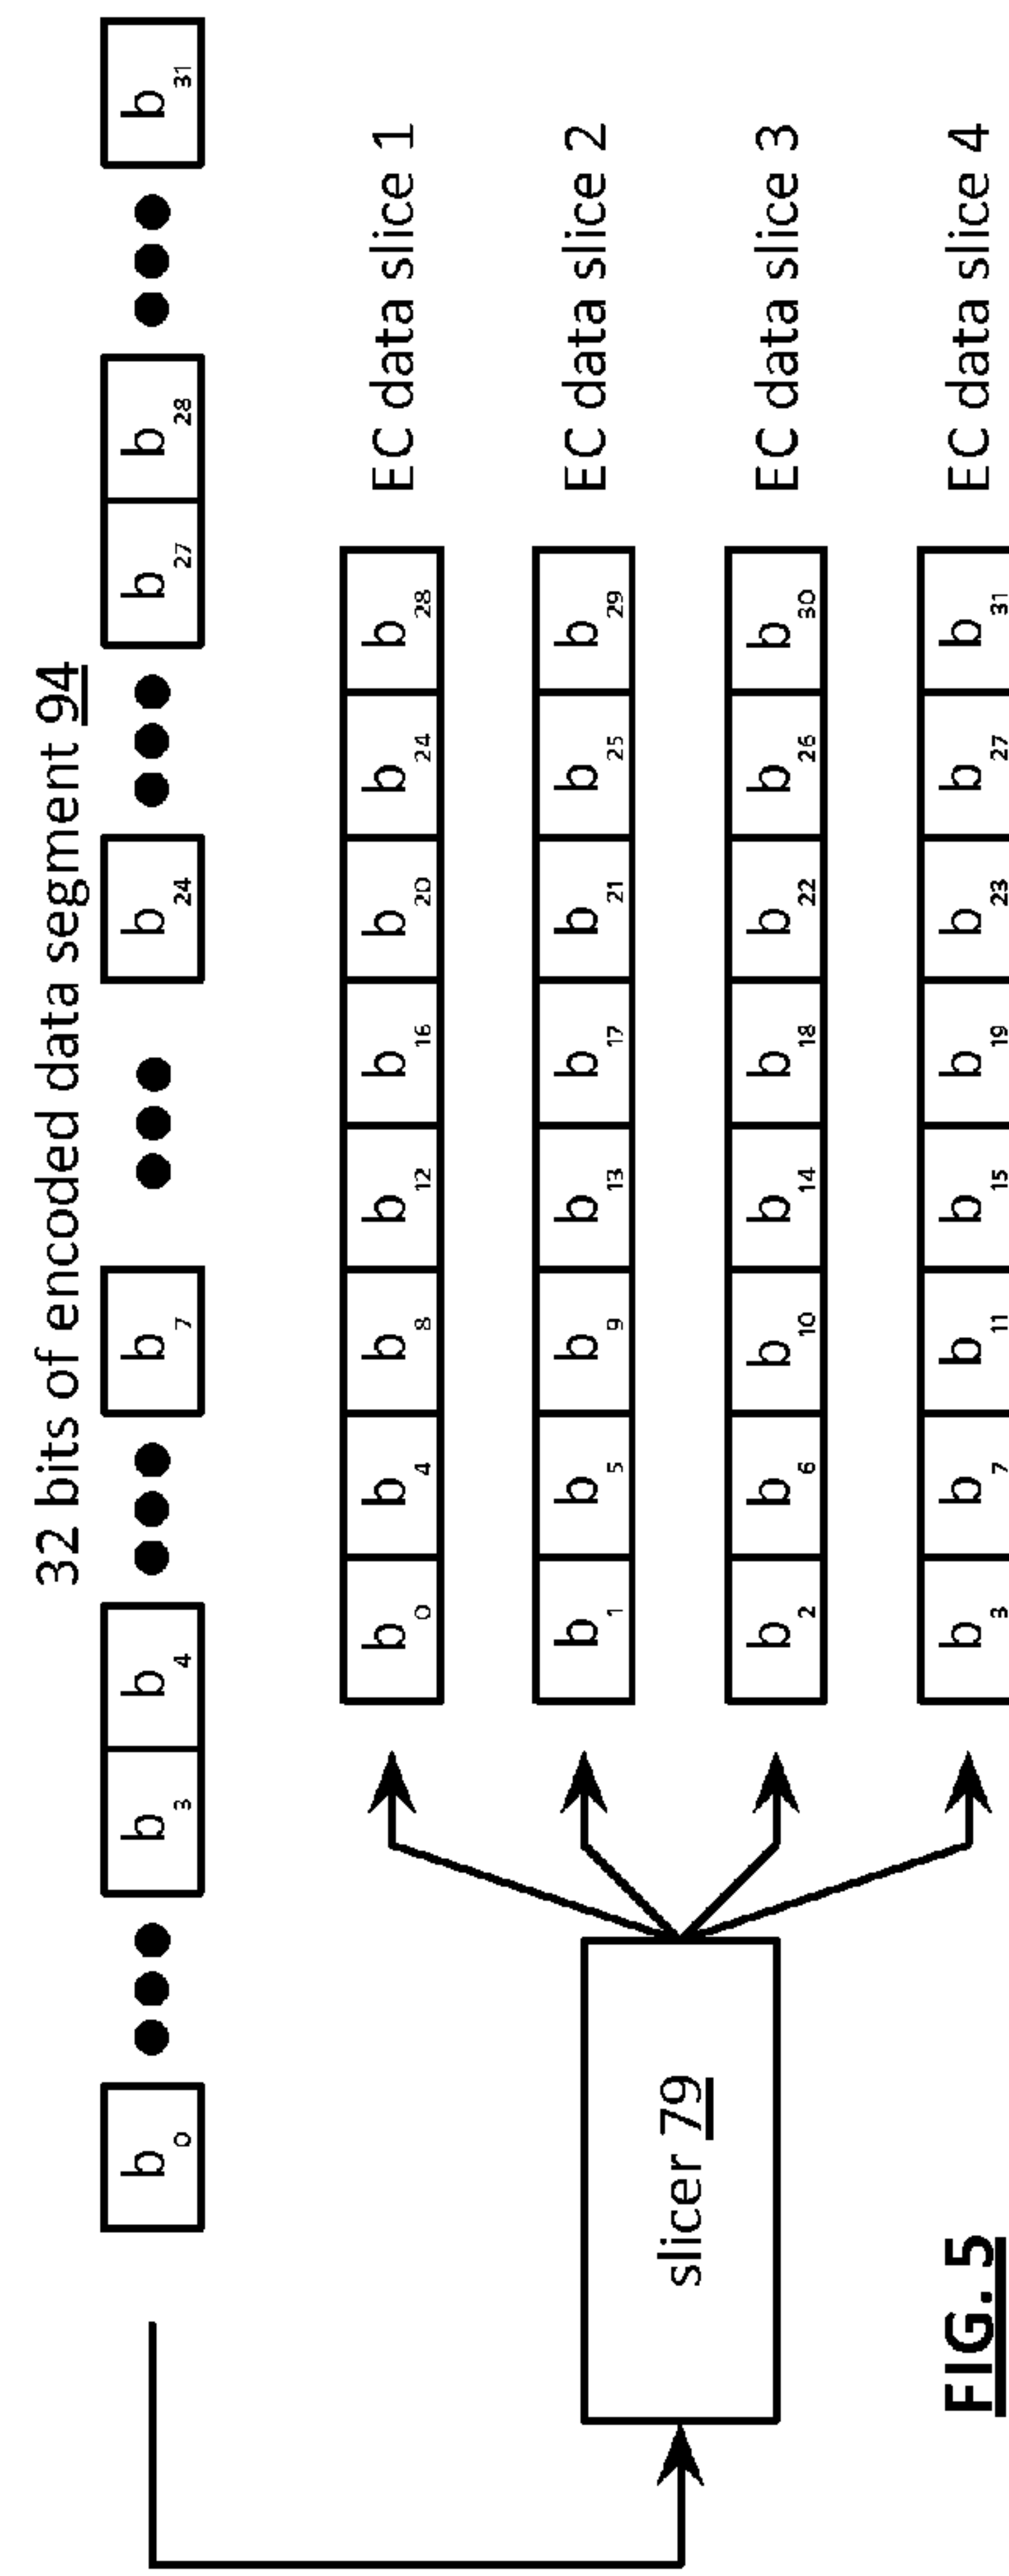 32 bits of encoded data segment 94
b0 ●●● b3 b4 ●●● b7 ●●● b24 ●●● b27 b28 ●●● b31
b0 b4 b8 b12 b16 b20 b24 b28 EC data slice 1
b1 b5 b9 b13 b17 b21 b25 b29 EC data slice 2
slicer 79
b2 b6 b10 b14 b18 b22 b26 b30 EC data slice 3
b3 b7 b11 b15 b19 b23 b27 b31 EC data slice 4
FIG. 5